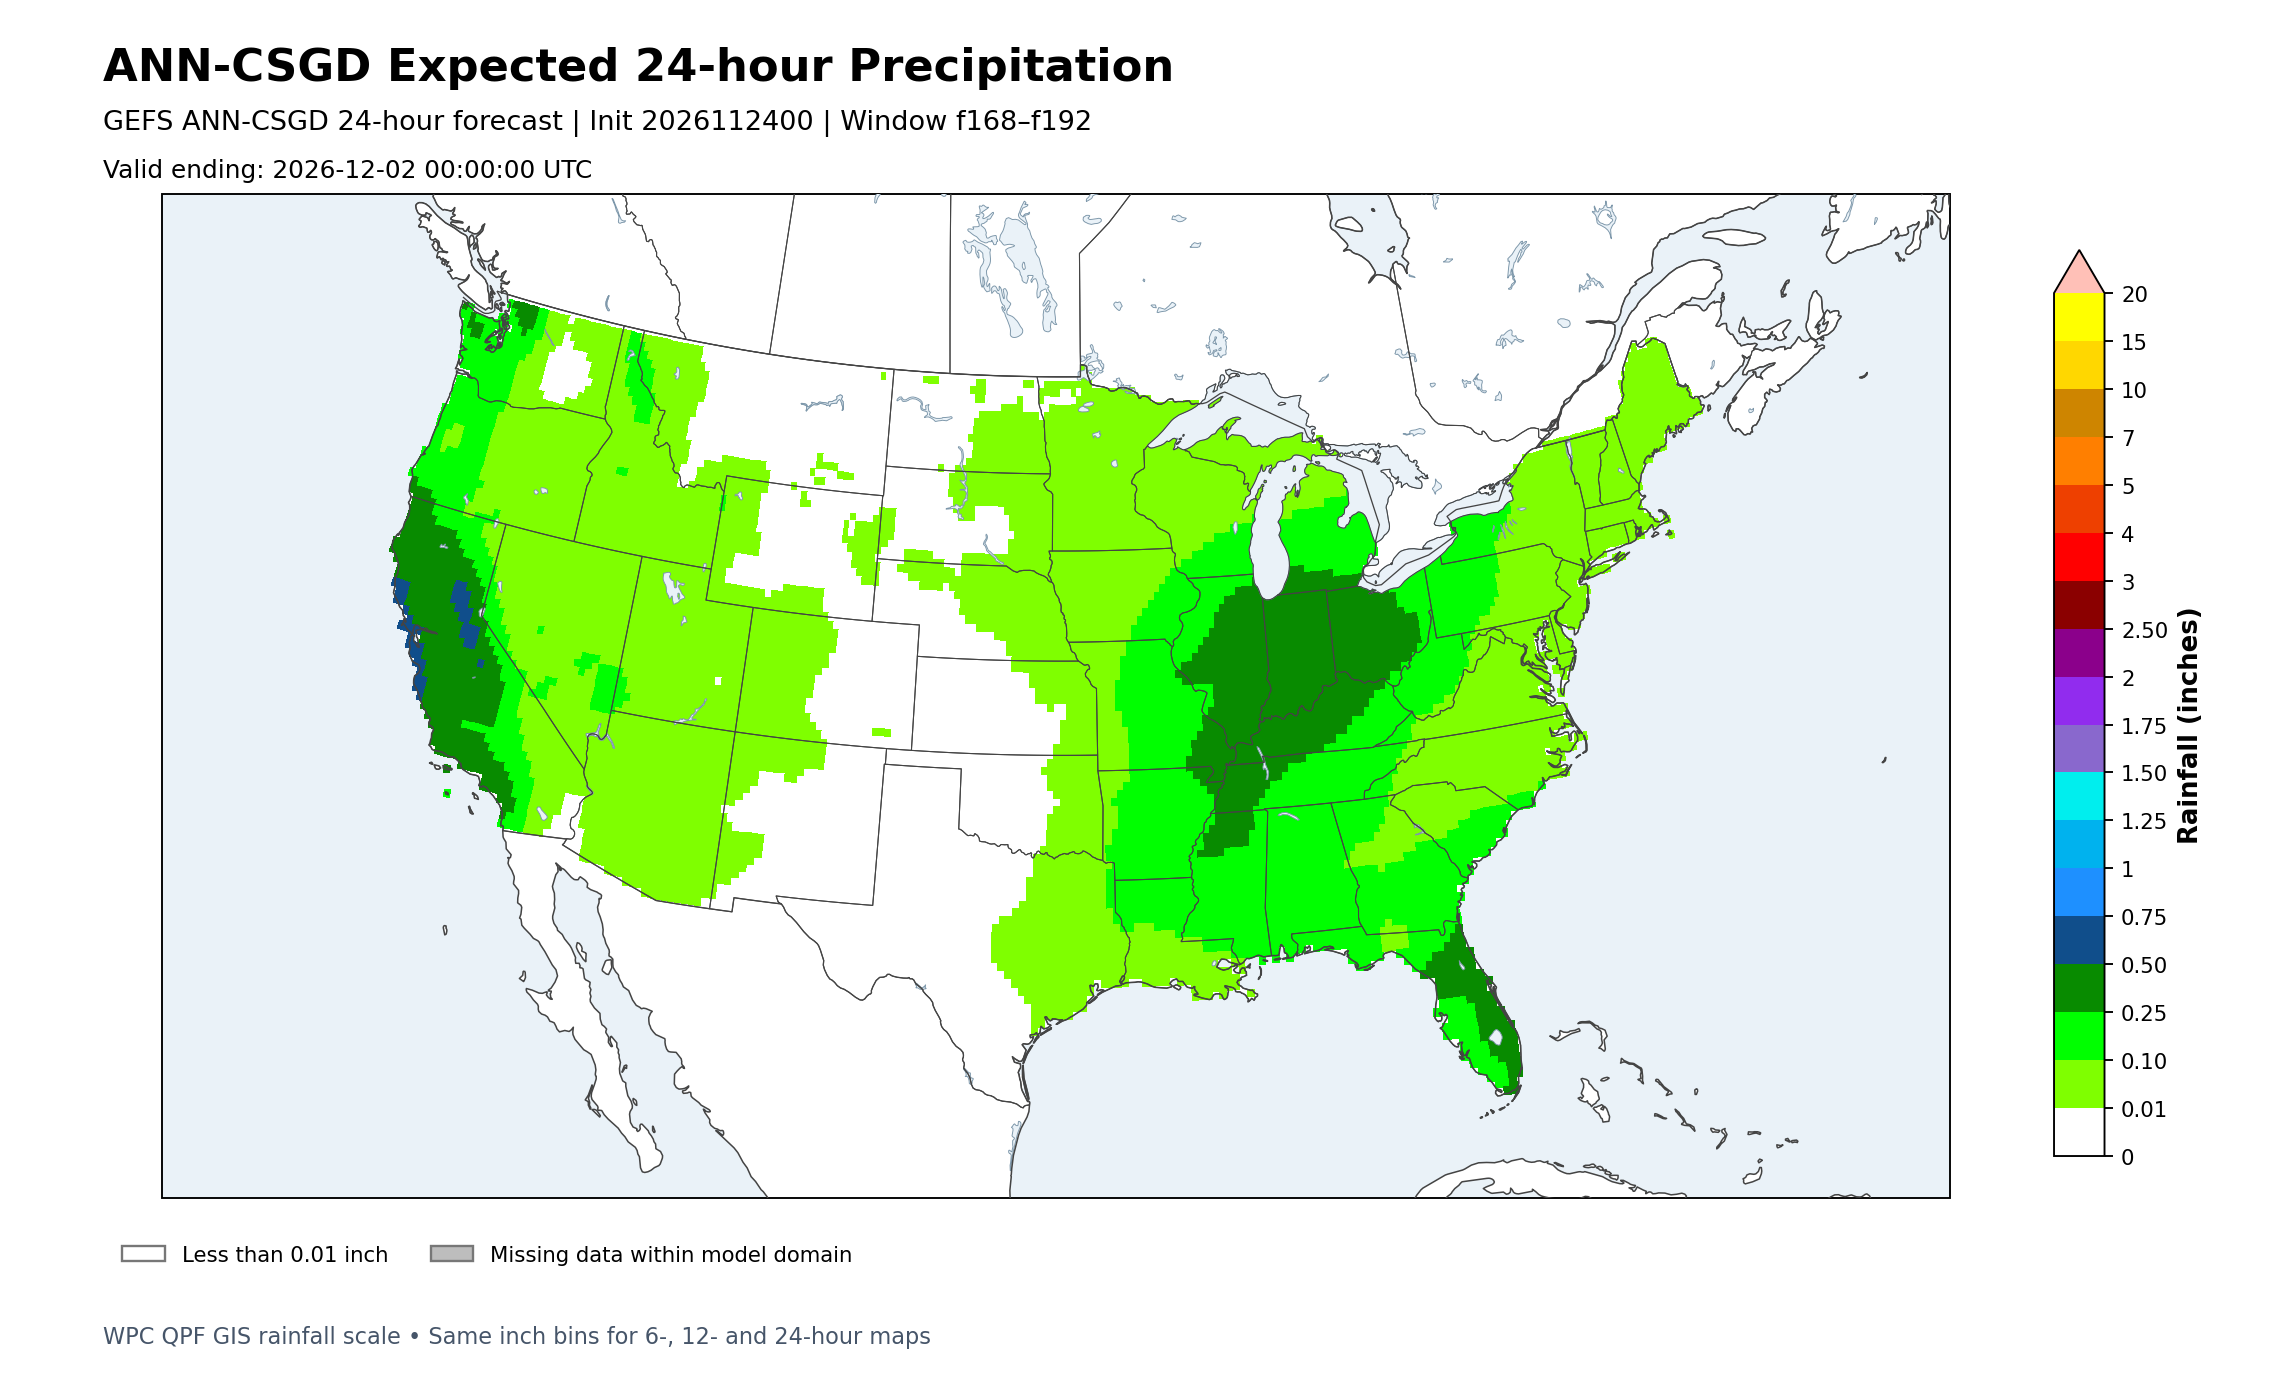 ANN-CSGD Expected 24-hour Precipitation
GEFS ANN-CSGD 24-hour forecast | Init 2026112400 | Window f168–f192
Valid ending: 2026-12-02 00:00:00 UTC
20
15
10
7
5
4
3
2.50
2
1.75
1.50
1.25
1
0.75
0.50
0.25
0.10
0.01
0
Rainfall (inches)
Less than 0.01 inch
Missing data within model domain
WPC QPF GIS rainfall scale • Same inch bins for 6-, 12- and 24-hour maps